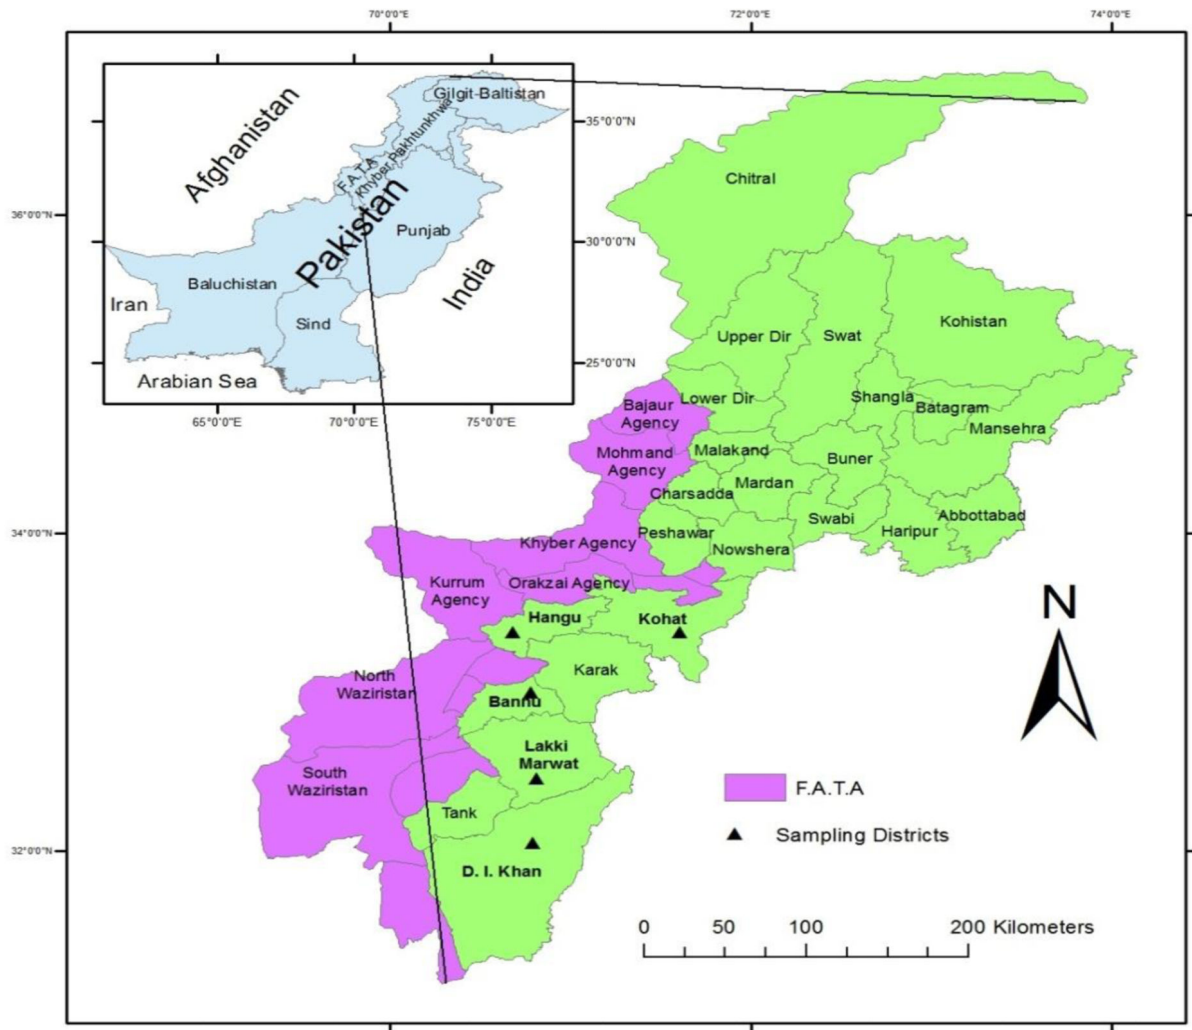 70°0'0"E
72°0'0"E
74°0'0"E
Afghanistan
Gilgit-Baltistan
35°0'0"N
Khyber Pakhtunkhwa
F.A.T.A
Pakistan
Punjab
30°0'0"N
India
Baluchistan
Iran
Sind
25°0'0"N
Arabian Sea
65°0'0"E
70°0'0"E
75°0'0"E
36°0'0"N
34°0'0"N
32°0'0"N
Chitral
Kohistan
Upper Dir
Swat
Lower Dir
Shangla
Batagram
Mansehra
Bajaur
Agency
Malakand
Buner
Mohmand
Agency
Mardan
Charsadda
Swabi
Abbottabad
Haripur
Peshawar
Nowshera
Khyber Agency
Orakzai Agency
Kurrum
Agency
Hangu
Kohat
Karak
North
Waziristan
Bannu
Lakki
Marwat
South
Waziristan
Tank
D. I. Khan
N
F.A.T.A
Sampling Districts
0 50 100 200 Kilometers